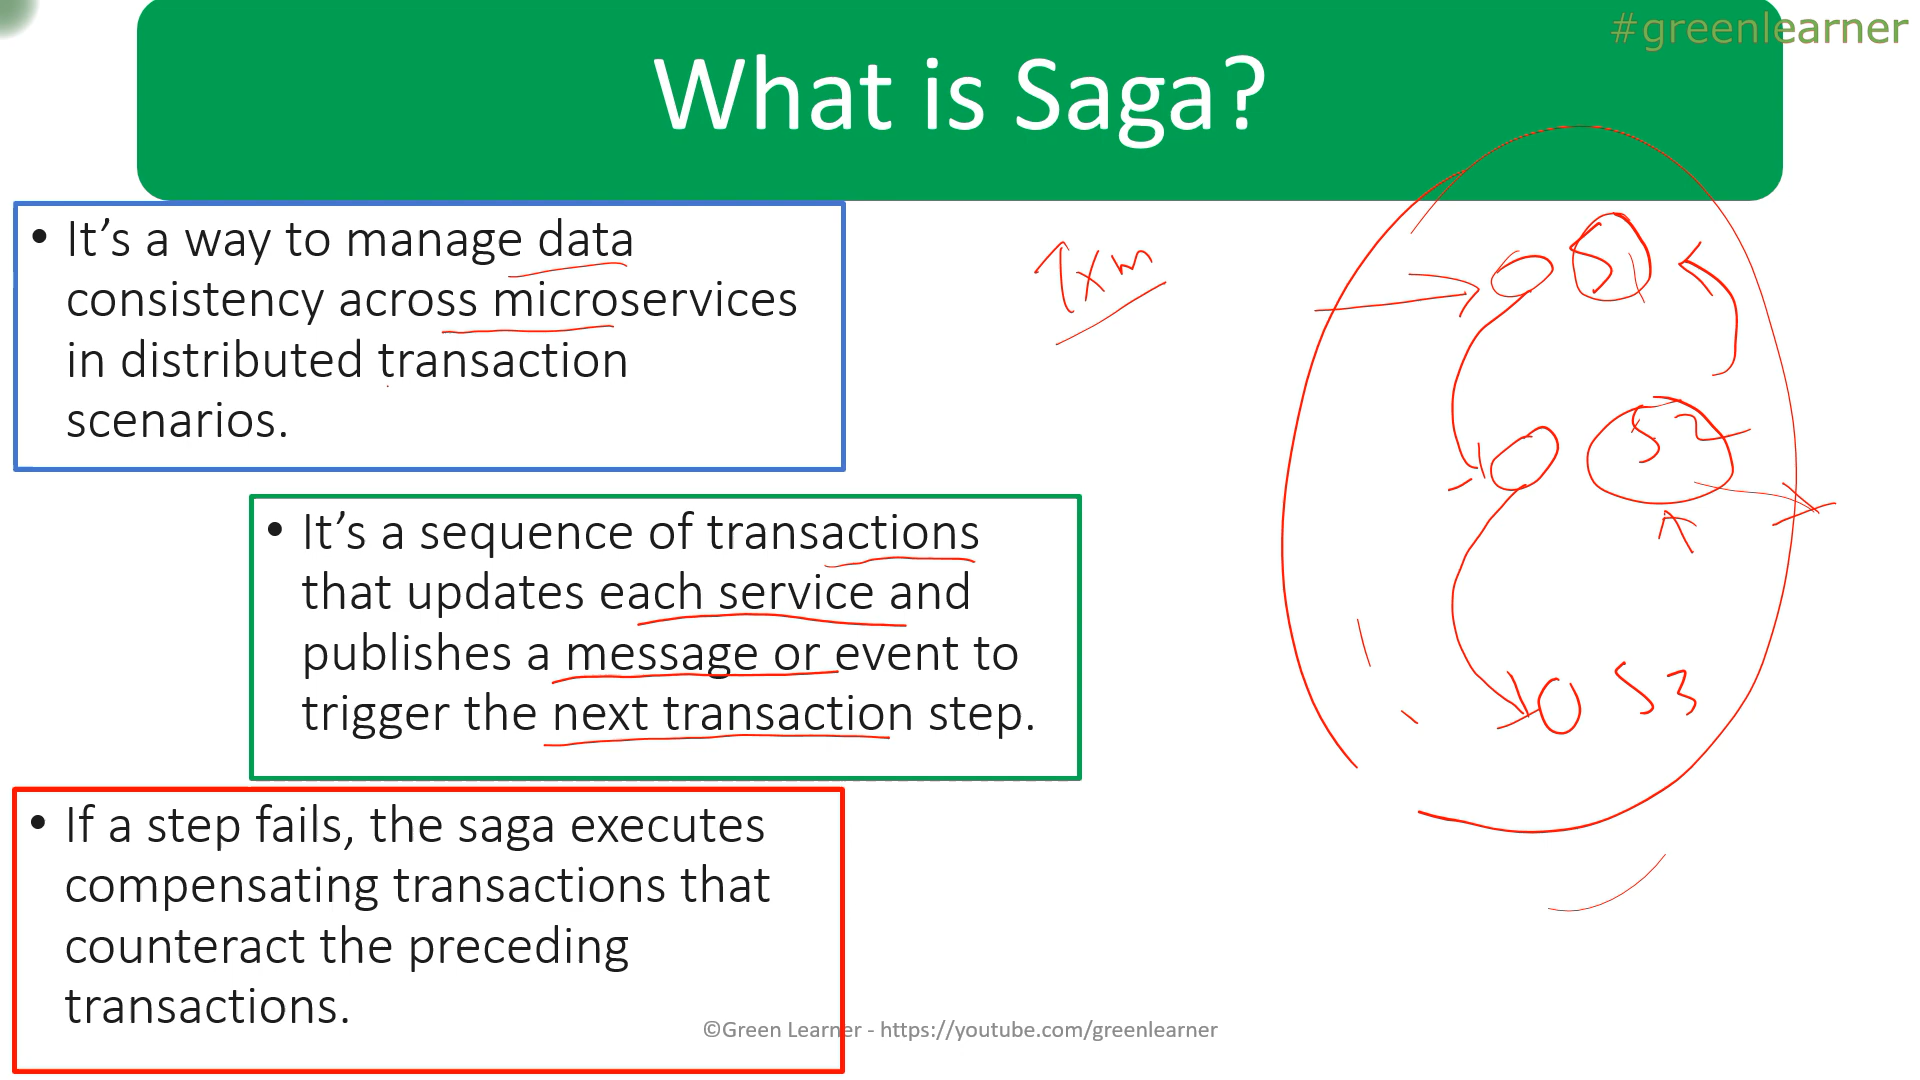 #greenlearner
What is Saga?
• It’s a way to manage data
consistency across microservices
in distributed transaction
scenarios.
Txn
S1
S2
• It’s a sequence of transactions
that updates each service and
publishes a message or event to
trigger the next transaction step.
S3
• If a step fails, the saga executes
compensating transactions that
counteract the preceding
transactions.
©Green Learner - https://youtube.com/greenlearner